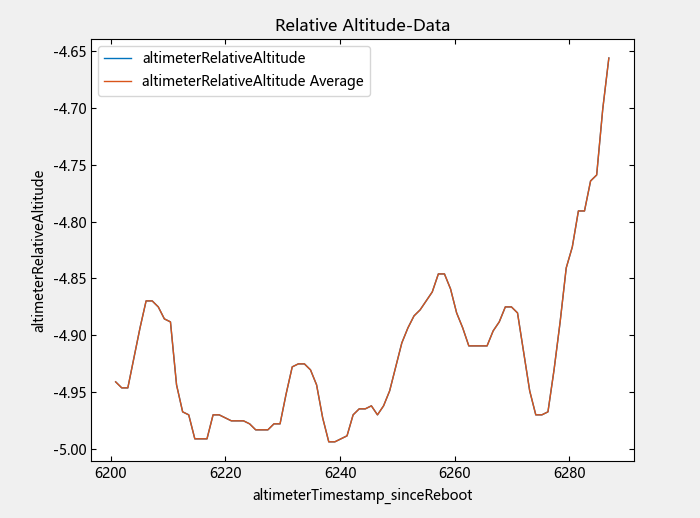 Relative Altitude-Data
altimeterRelativeAltitude
altimeterRelativeAltitude Average
-4.65
-4.70
-4.75
-4.80
-4.85
-4.90
-4.95
-5.00
altimeterRelativeAltitude
6200 6220 6240 6260 6280
altimeterTimestamp_sinceReboot